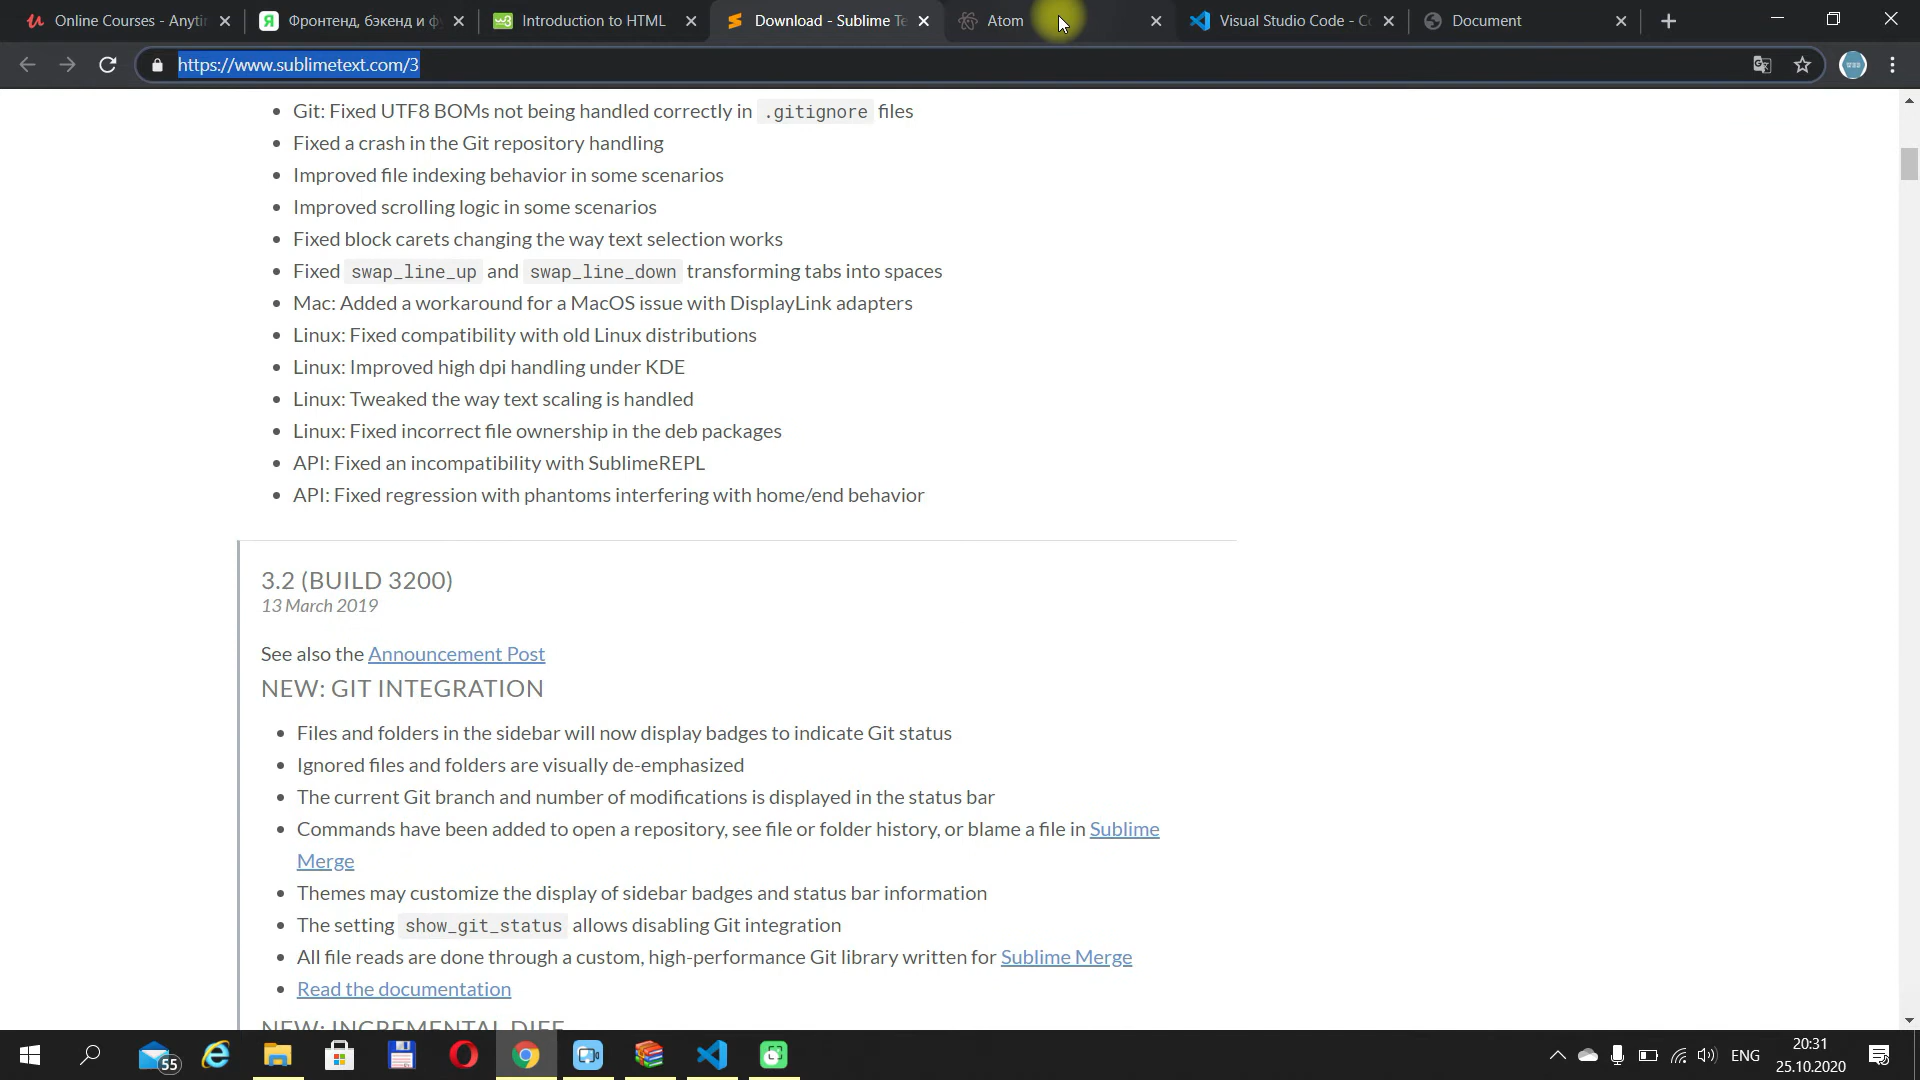 Online Courses - Anyti
Фронтенд, бэкенд и ф
Introduction to HTML
Download - Sublime Te
Atom
Visual Studio Code - Co
Document
https://www.sublimetext.com/3
Git: Fixed UTF8 BOMs not being handled correctly in .gitignore files
Fixed a crash in the Git repository handling
Improved file indexing behavior in some scenarios
Improved scrolling logic in some scenarios
Fixed block carets changing the way text selection works
Fixed swap_line_up and swap_line_down transforming tabs into spaces
Mac: Added a workaround for a MacOS issue with DisplayLink adapters
Linux: Fixed compatibility with old Linux distributions
Linux: Improved high dpi handling under KDE
Linux: Tweaked the way text scaling is handled
Linux: Fixed incorrect file ownership in the deb packages
API: Fixed an incompatibility with SublimeREPL
API: Fixed regression with phantoms interfering with home/end behavior
3.2 (BUILD 3200)
13 March 2019
See also the Announcement Post
NEW: GIT INTEGRATION
Files and folders in the sidebar will now display badges to indicate Git status
Ignored files and folders are visually de-emphasized
The current Git branch and number of modifications is displayed in the status bar
Commands have been added to open a repository, see file or folder history, or blame a file in Sublime
Merge
Themes may customize the display of sidebar badges and status bar information
The setting show_git_status allows disabling Git integration
All file reads are done through a custom, high-performance Git library written for Sublime Merge
Read the documentation
NEW: INCREMENTAL DIFF
55
ENG
20:31
25.10.2020